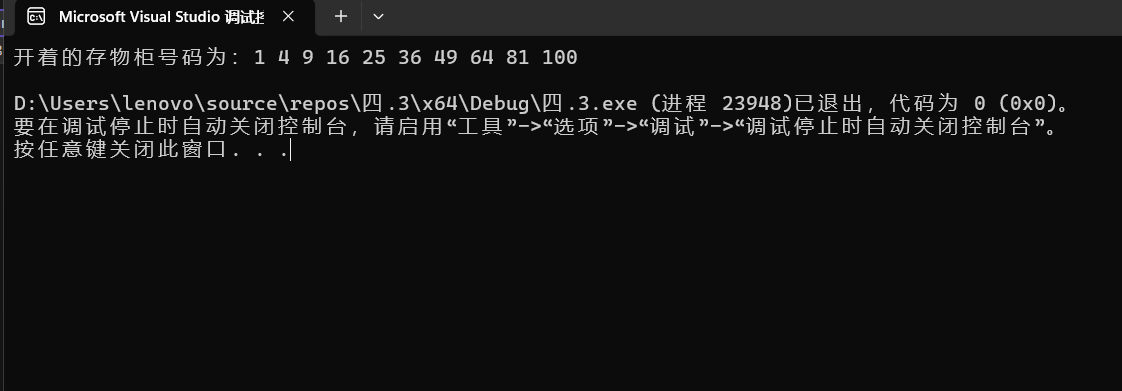 Microsoft Visual Studio 调试控
开着的存物柜号码为：1 4 9 16 25 36 49 64 81 100
D:\Users\lenovo\source\repos\四.3\x64\Debug\四.3.exe (进程 23948)已退出，代码为 0 (0x0)。
要在调试停止时自动关闭控制台，请启用“工具”->“选项”->“调试”->“调试停止时自动关闭控制台”。
按任意键关闭此窗口. . .